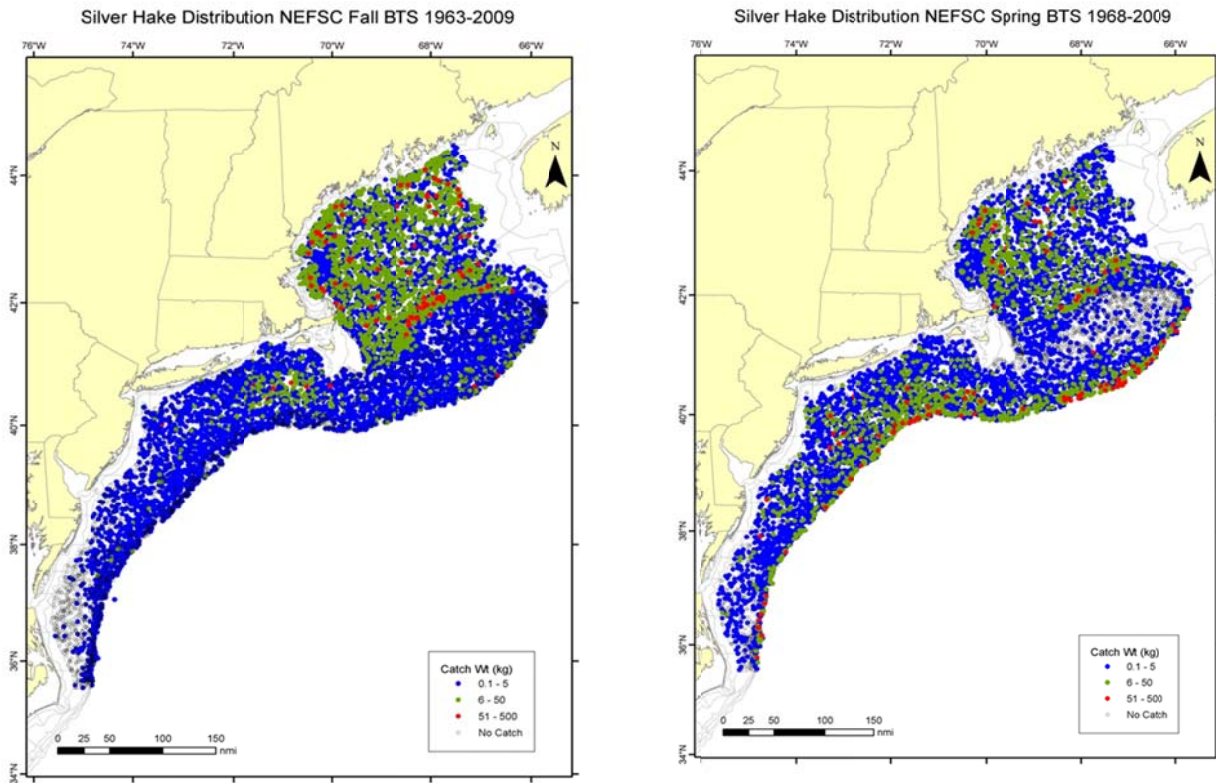 Silver Hake Distribution NEFSC Fall BTS 1963-2009
76°W 74°W 72°W 70°W 68°W 66°W
N
44°N
42°N
40°N
38°N
36°N
34°N
Catch Wt (kg)
0.1 - 5
6 - 50
51 - 500
No Catch
0 25 50 100 150
nmi
Silver Hake Distribution NEFSC Spring BTS 1968-2009
76°W 74°W 72°W 70°W 68°W 66°W
N
44°N
42°N
40°N
38°N
36°N
34°N
Catch Wt (kg)
0.1 - 5
6 - 50
51 - 500
No Catch
0 25 50 100 150
nmi